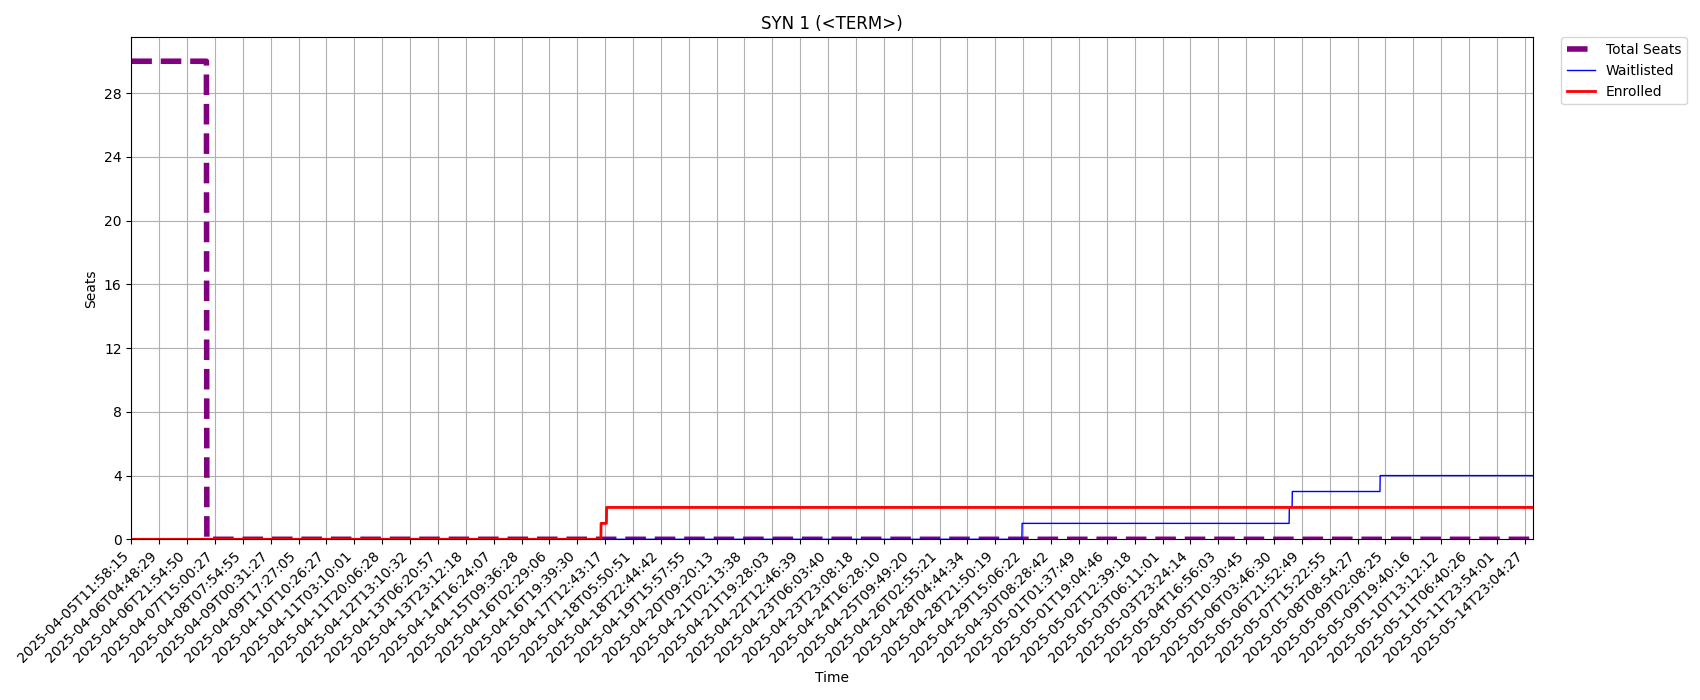 SYN 1 (<TERM>)
Total Seats
Waitlisted
Enrolled
Seats
28
24
20
16
12
8
4
0
2025-04-05T11:58:15
2025-04-06T04:48:29
2025-04-06T21:54:50
2025-04-07T15:00:27
2025-04-08T07:54:55
2025-04-09T00:31:27
2025-04-09T17:27:05
2025-04-10T10:26:27
2025-04-11T03:10:01
2025-04-11T20:06:28
2025-04-12T13:10:32
2025-04-13T06:20:57
2025-04-13T23:12:18
2025-04-14T16:24:07
2025-04-15T09:36:28
2025-04-16T02:29:06
2025-04-16T19:39:30
2025-04-17T12:43:17
2025-04-18T05:50:51
2025-04-18T22:44:42
2025-04-19T15:57:55
2025-04-20T09:20:13
2025-04-21T02:13:38
2025-04-21T19:28:03
2025-04-22T12:46:39
2025-04-23T06:03:40
2025-04-23T23:08:18
2025-04-24T16:28:10
2025-04-25T09:49:20
2025-04-26T02:55:21
2025-04-28T04:44:34
2025-04-28T21:50:19
2025-04-29T15:06:22
2025-04-30T08:28:42
2025-05-01T01:37:49
2025-05-01T19:04:46
2025-05-02T12:39:18
2025-05-03T06:11:01
2025-05-03T23:24:14
2025-05-04T16:56:03
2025-05-05T10:30:45
2025-05-06T03:46:30
2025-05-06T21:52:49
2025-05-07T15:22:55
2025-05-08T08:54:27
2025-05-09T02:08:25
2025-05-09T19:40:16
2025-05-10T13:12:12
2025-05-11T06:40:26
2025-05-11T23:54:01
2025-05-14T23:04:27
Time